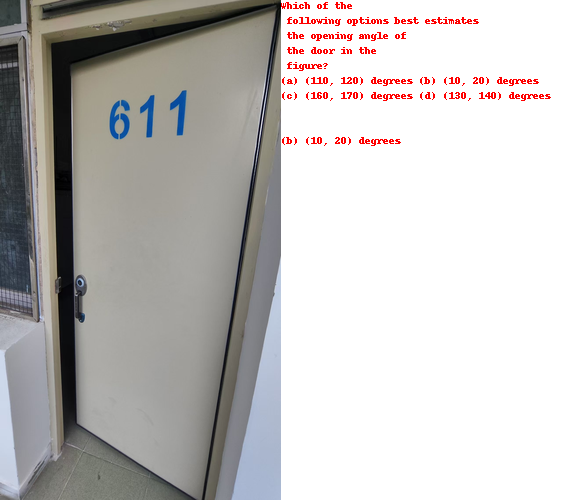 611
Which of the
following options best estimates
the opening angle of
the door in the
figure?
(a) (110, 120) degrees (b) (10, 20) degrees
(c) (160, 170) degrees (d) (130, 140) degrees
(b) (10, 20) degrees